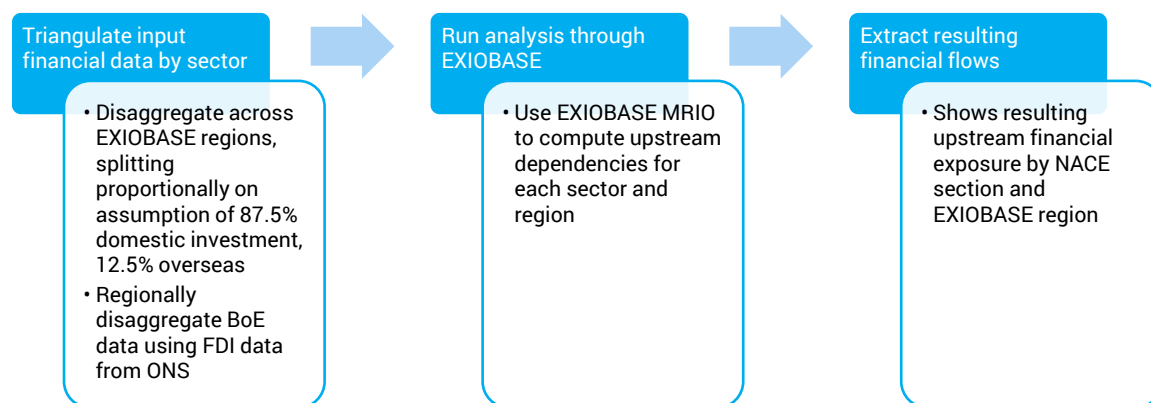 Triangulate input
financial data by sector
• Disaggregate across
EXIOBASE regions,
splitting
proportionally on
assumption of 87.5%
domestic investment,
12.5% overseas
• Regionally
disaggregate BoE
data using FDI data
from ONS
Run analysis through
EXIOBASE
• Use EXIOBASE MRIO
to compute upstream
dependencies for
each sector and
region
Extract resulting
financial flows
• Shows resulting
upstream financial
exposure by NACE
section and
EXIOBASE region